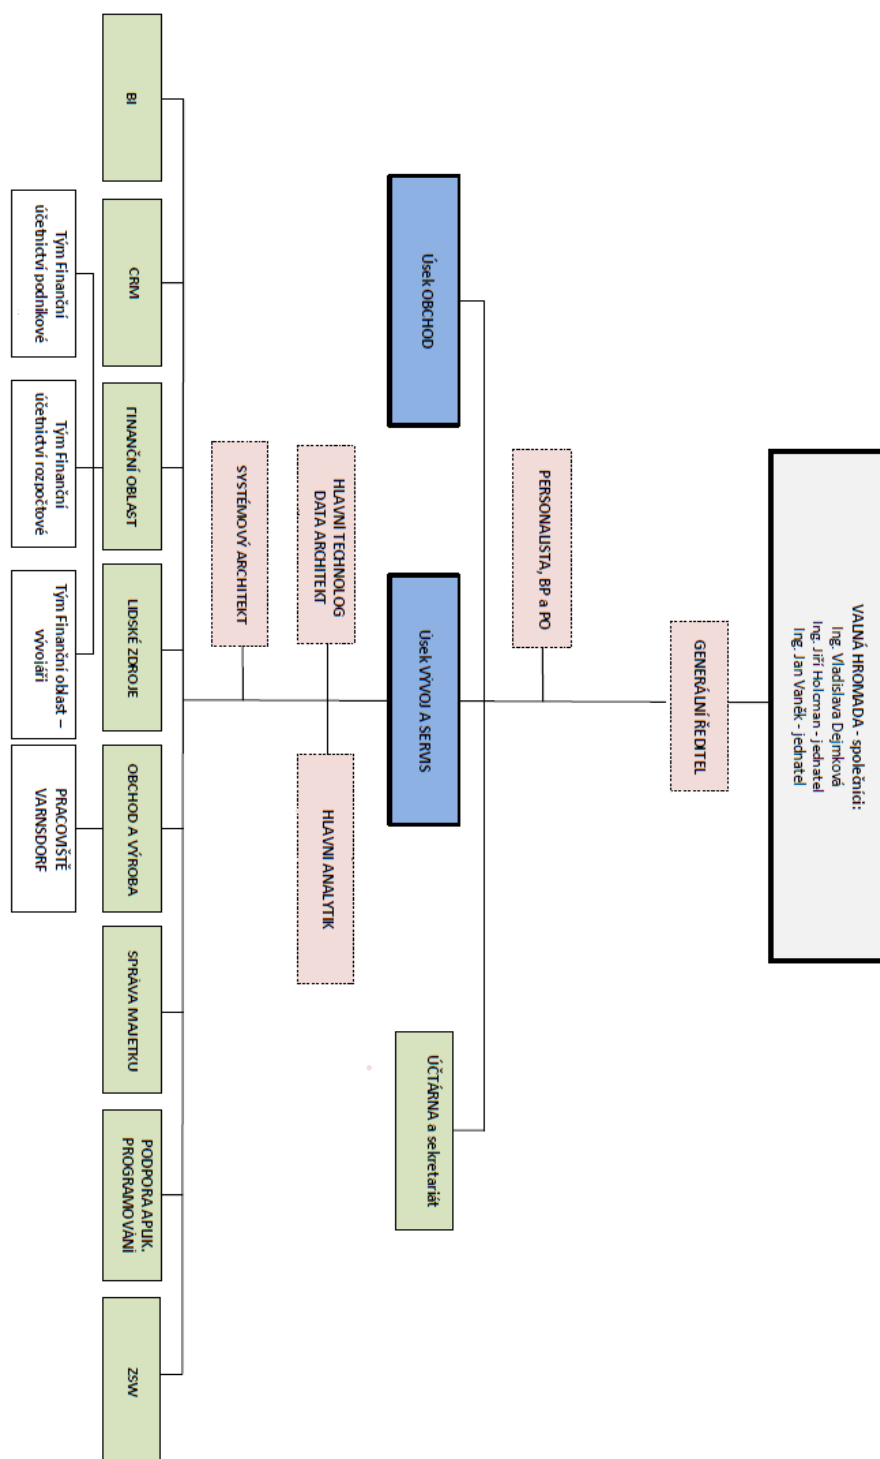 VALNÁ HROMADA - společníci:
Ing. Vladislava Dejmková
Ing. Jiří Holcman - jednatel
Ing. Jan Vaněk - jednatel
GENERÁLNÍ ŘEDITEL
PERSONALISTA, BP a PO
Úsek OBCHOD
Úsek VÝVOJ A SERVIS
ÚČTÁRNA a sekretariát
HLAVNÍ TECHNOLOG
DATA ARCHITEKT
HLAVNI ANALYTIK
SYSTÉMOVÝ ARCHITEKT
BI
CRM
FINANČNÍ OBLAST
LIDSKÉ ZDROJE
OBCHOD A VÝROBA
SPRÁVA MAJETKU
PODPORA APLIK.
PROGRAMOVÁNÍ
ZSW
Tým Finanční
účetnictví podnikové
Tým Finanční
účetnictví rozpočtové
Tým Finanční oblast –
vývojáři
PRACOVIŠTĚ
VARNSDORF